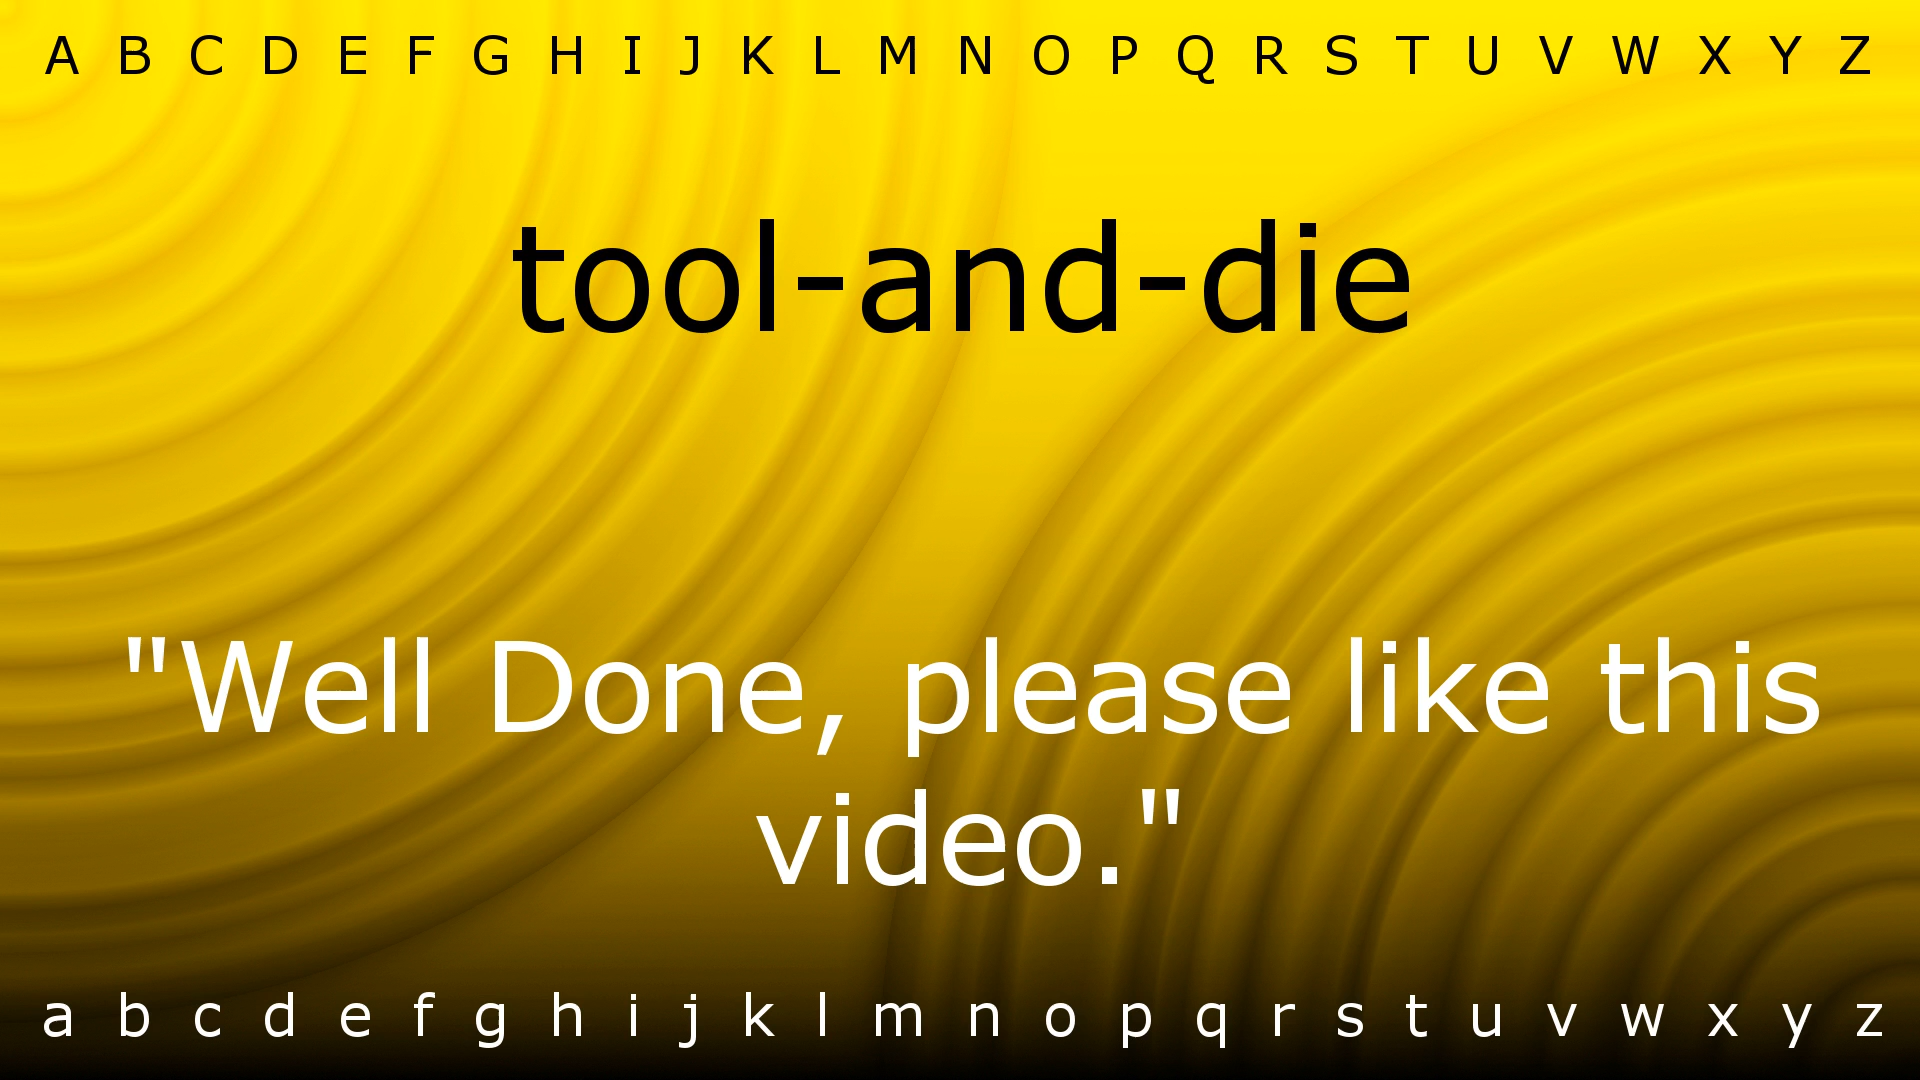 A B C D E F G H I J K L M N O P Q R S T U V W X Y Z
tool-and-die
"Well Done, please like this
video."
a b c d e f g h i j k l m n o p q r s t u v w x y z